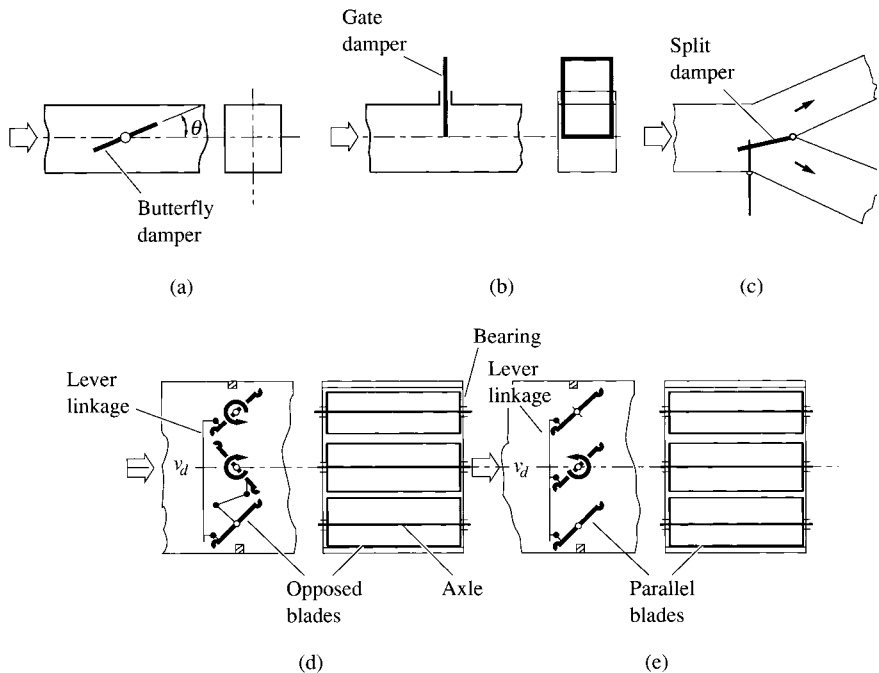 Gate
damper
Split
damper
θ
Butterfly
damper
(a)
(b)
(c)
Bearing
Lever
linkage
Lever
linkage
v_d
v_d
Opposed
blades
Axle
Parallel
blades
(d)
(e)